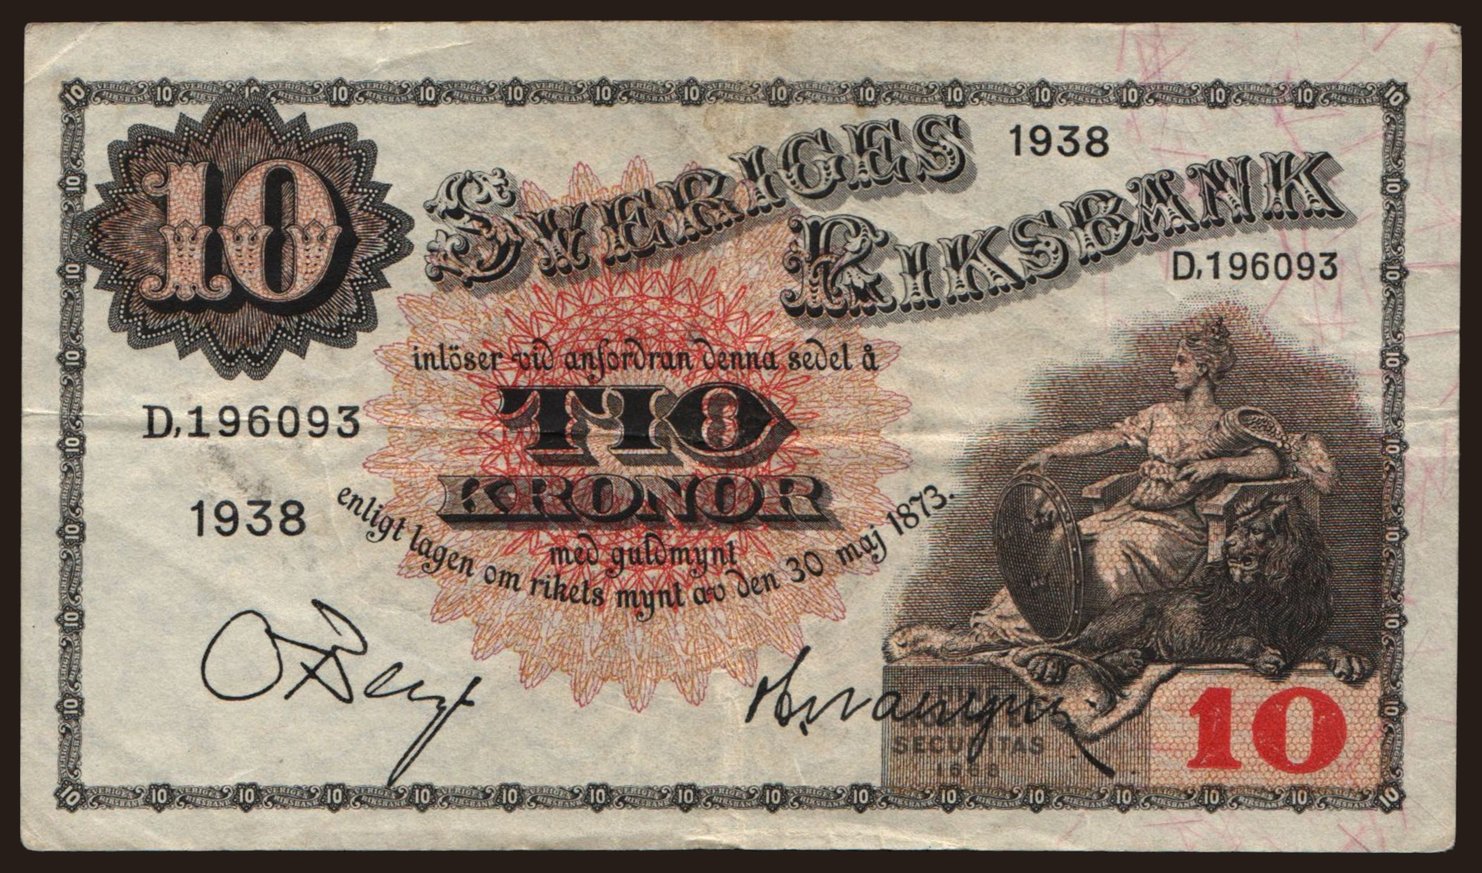 10
SVERIGES
1938
RIKSBANK
D,196093
inlöser vid anfordran denna sedel å
TIO
D,196093
KRONOR
1938
med guldmynt
enligt lagen om rikets mynt av den 30 maj 1873.
SECURITAS
1668
10